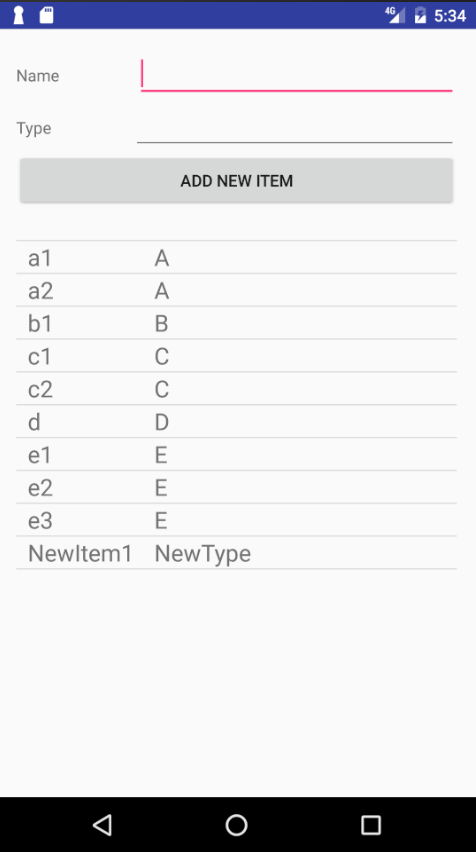 4G 5:34
Name
Type
ADD NEW ITEM
a1 A
a2 A
b1 B
c1 C
c2 C
d D
e1 E
e2 E
e3 E
NewItem1 NewType